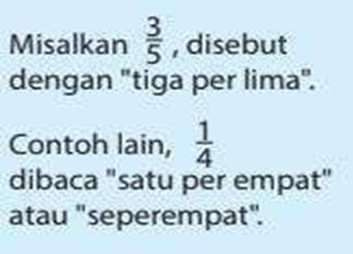 Misalkan 3/5, disebut
dengan "tiga per lima".
Contoh lain, 1/4
dibaca "satu per empat"
atau "seperempat".